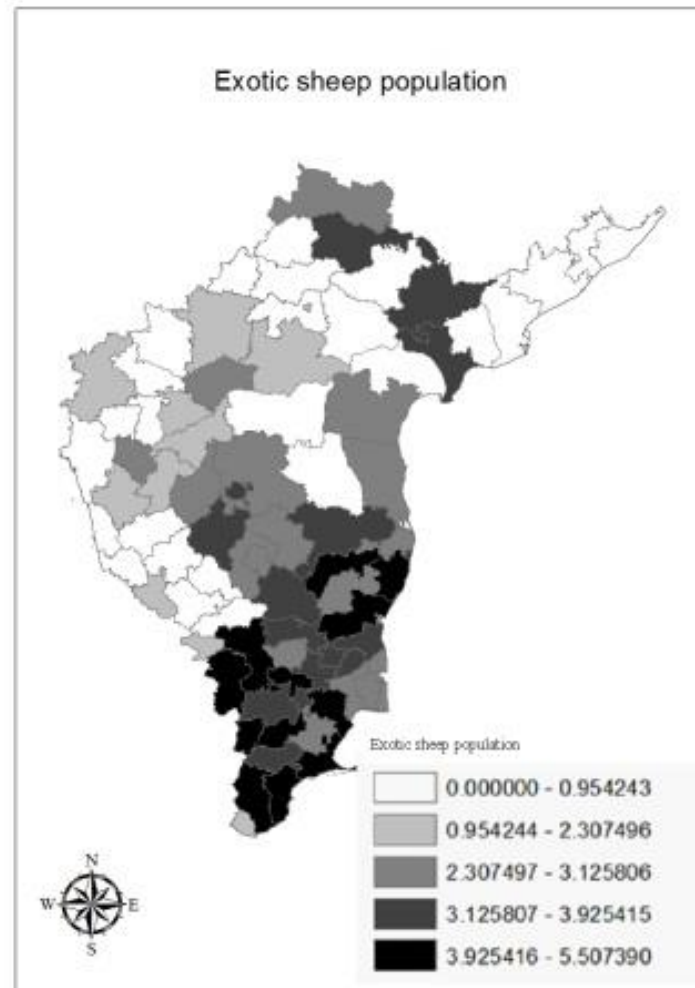 Exotic sheep population
Exotic sheep population
0.000000 - 0.954243
0.954244 - 2.307496
2.307497 - 3.125806
3.125807 - 3.925415
3.925416 - 5.507390
N
W E
S